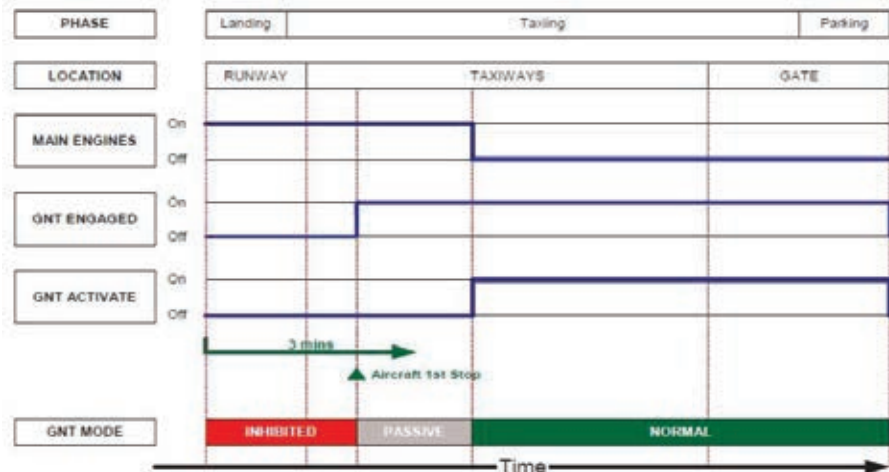 PHASE Landing Taxiing Parking
LOCATION RUNWAY TAXIWAYS GATE
MAIN ENGINES On Off
GNT ENGAGED On Off
GNT ACTIVATE On Off
3 mins
Aircraft 1st Stop
GNT MODE INHIBITED PASSIVE NORMAL
Time